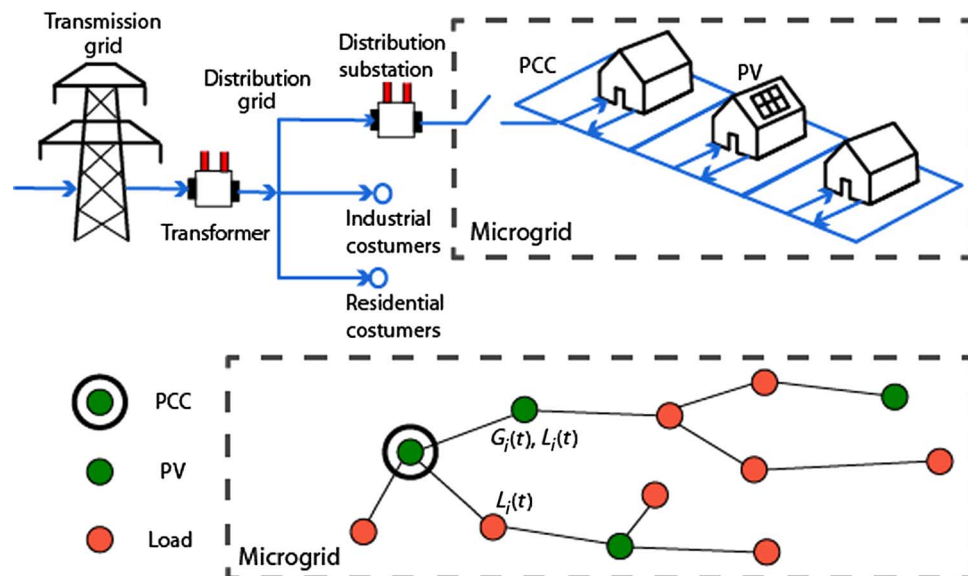 Transmission
grid
Distribution
grid
Distribution
substation
PCC
PV
Transformer
Industrial
costumers
Microgrid
Residential
costumers
PCC
PV
Load
G_i(t), L_i(t)
L_i(t)
Microgrid